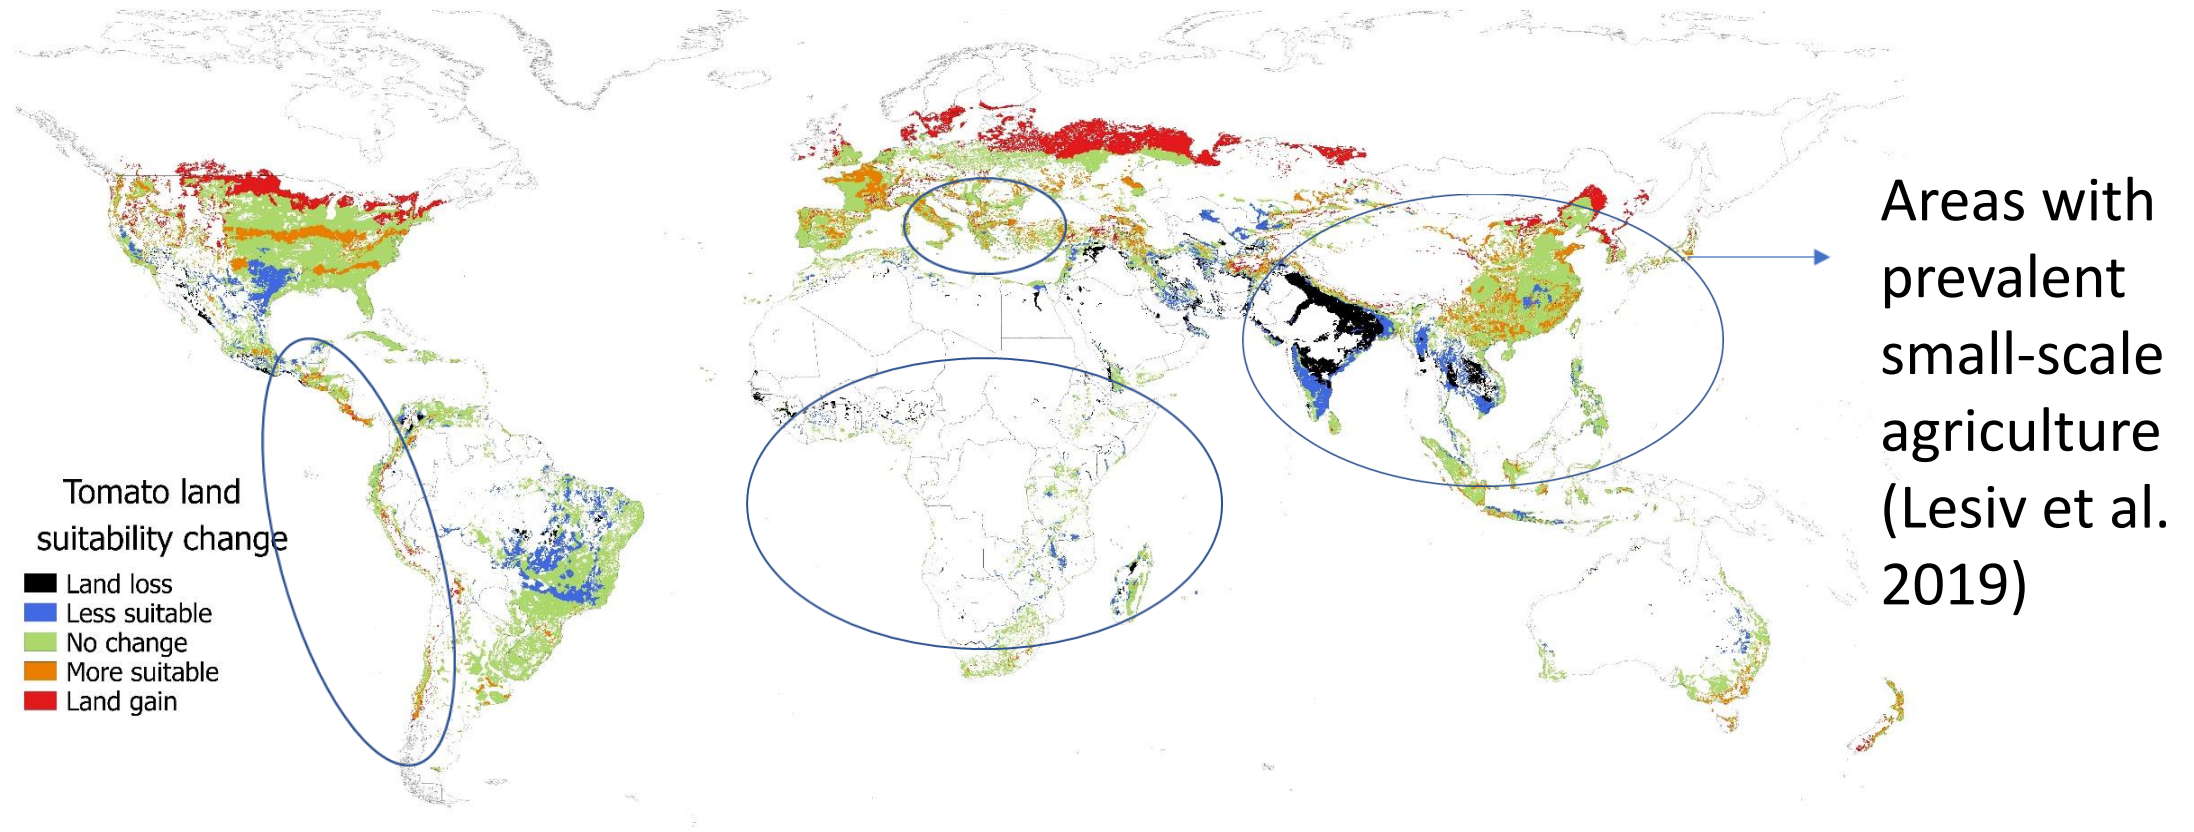 Tomato land
suitability change
Land loss
Less suitable
No change
More suitable
Land gain
Areas with
prevalent
small-scale
agriculture
(Lesiv et al.
2019)